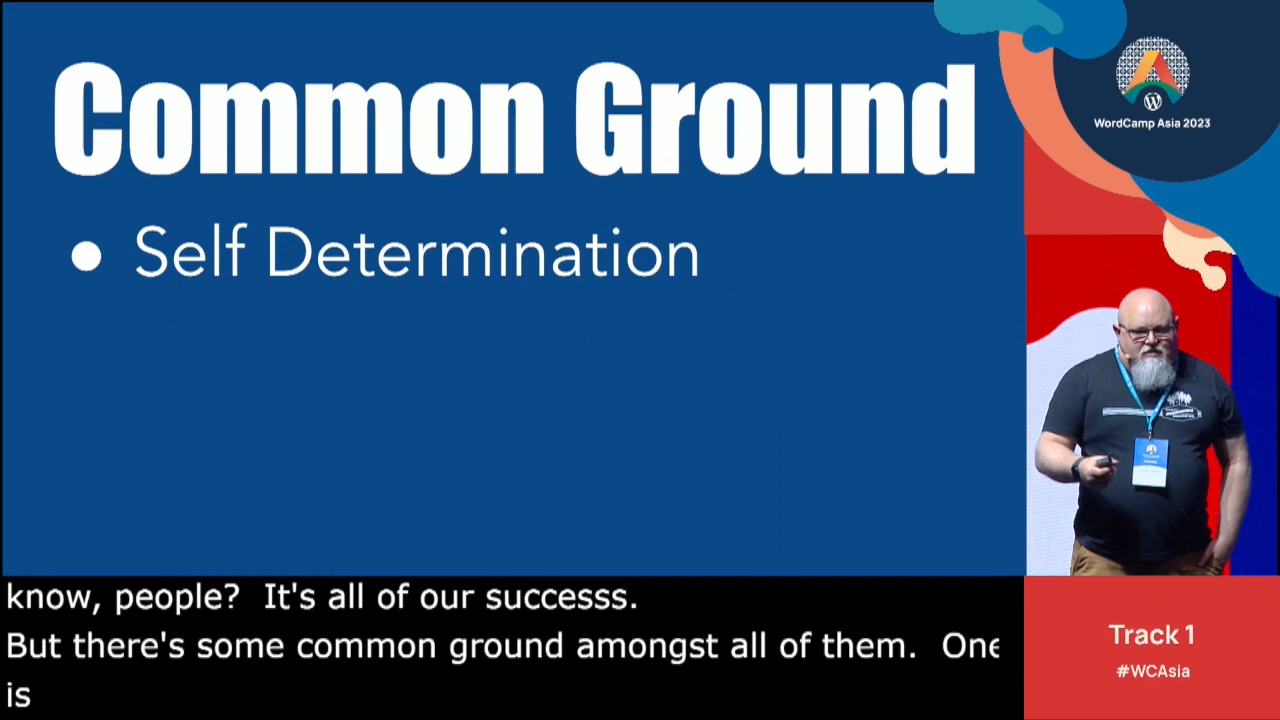 Common Ground
• Self Determination
WordCamp Asia 2023
know, people?  It's all of our successs.
But there's some common ground amongst all of them.  One
is
Track 1
#WCAsia